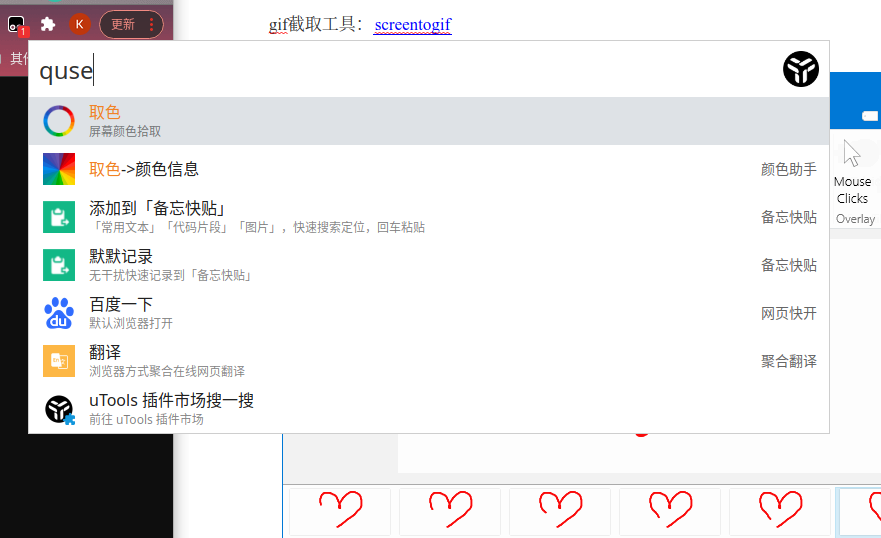 gif截取工具：screentogif
1
K
更新
其他
quse
取色
屏幕颜色拾取
取色->颜色信息
颜色助手
添加到「备忘快贴」
「常用文本」「代码片段」「图片」，快速搜索定位，回车粘贴
备忘快贴
默默记录
无干扰快速记录到「备忘快贴」
备忘快贴
百度一下
默认浏览器打开
网页快开
翻译
浏览器方式聚合在线网页翻译
聚合翻译
uTools 插件市场搜一搜
前往 uTools 插件市场
du
Mouse
Clicks
Overlay